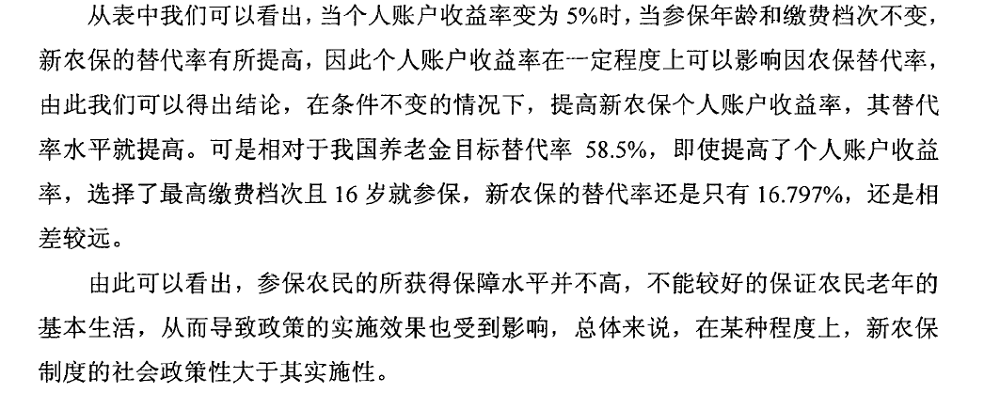 从表中我们可以看出，当个人账户收益率变为 5%时，当参保年龄和缴费档次不变，
新农保的替代率有所提高，因此个人账户收益率在一定程度上可以影响因农保替代率，
由此我们可以得出结论，在条件不变的情况下，提高新农保个人账户收益率，其替代
率水平就提高。可是相对于我国养老金目标替代率 58.5%，即使提高了个人账户收益
率，选择了最高缴费档次且 16 岁就参保，新农保的替代率还是只有 16.797%，还是相
差较远。
由此可以看出，参保农民的所获得保障水平并不高，不能较好的保证农民老年的
基本生活，从而导致政策的实施效果也受到影响，总体来说，在某种程度上，新农保
制度的社会政策性大于其实施性。